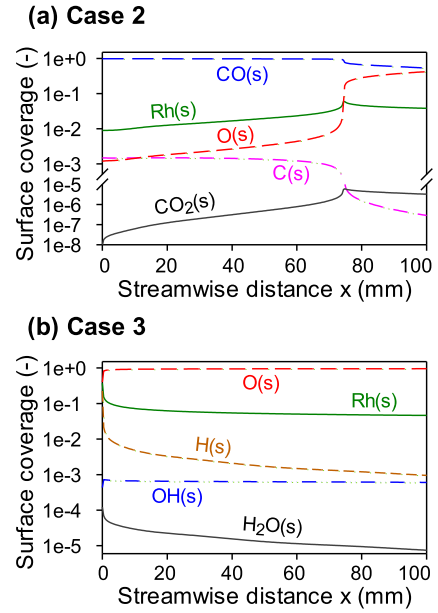 (a) Case 2
Surface coverage (-)
1e+0
1e-1
1e-2
1e-3
1e-5
1e-6
1e-7
1e-8
CO(s)
Rh(s)
O(s)
C(s)
CO2(s)
0 20 40 60 80 100
Streamwise distance x (mm)
(b) Case 3
Surface coverage (-)
1e+0
1e-1
1e-2
1e-3
1e-4
1e-5
O(s)
Rh(s)
H(s)
OH(s)
H2O(s)
0 20 40 60 80 100
Streamwise distance x (mm)